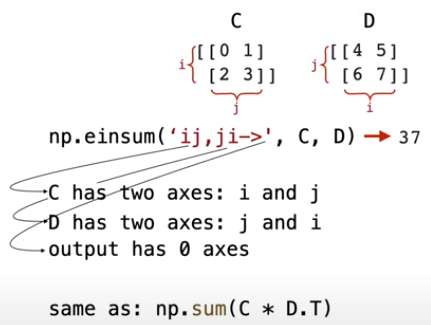 C D
i{[[0 1] j{[[4 5]
[2 3]] [6 7]]
j i
np.einsum(‘ij,ji->', C, D) → 37
C has two axes: i and j
D has two axes: j and i
output has 0 axes
same as: np.sum(C * D.T)